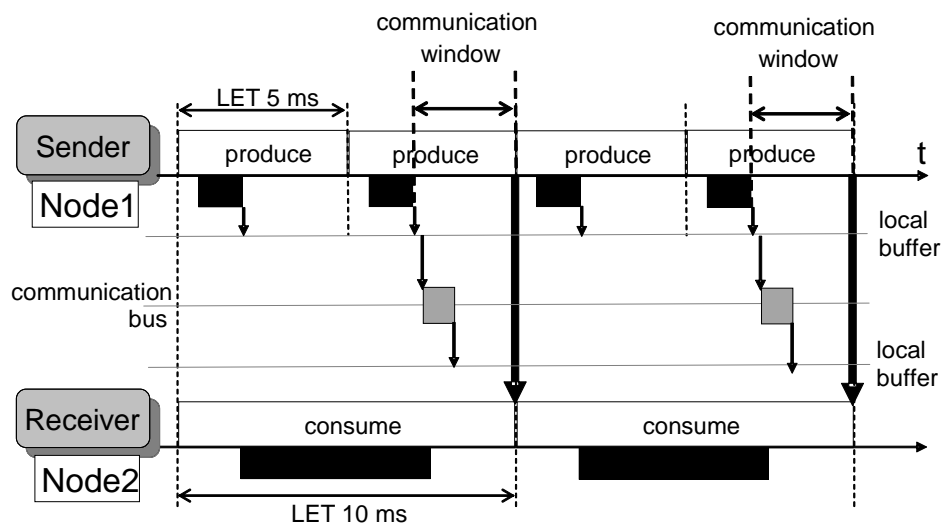 communication
window
communication
window
LET 5 ms
Sender
produce
produce
produce
produce
t
Node1
local
buffer
communication
bus
local
buffer
Receiver
consume
consume
Node2
LET 10 ms